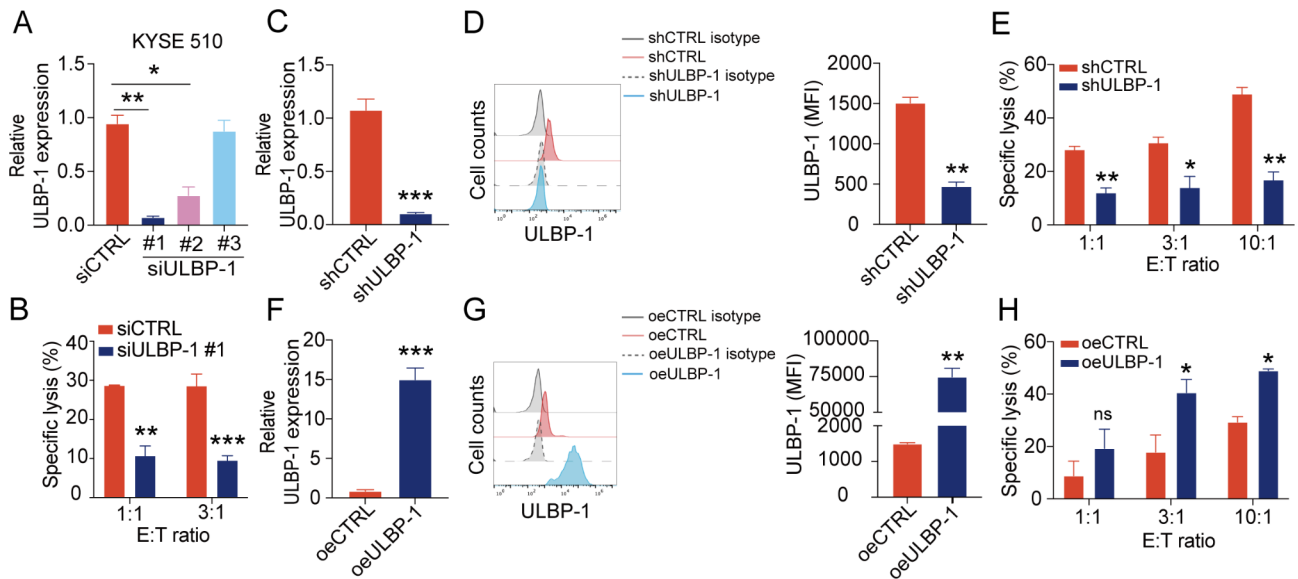 A
KYSE 510
Relative
ULBP-1 expression
1.5
1.0
0.5
0.0
*
**
siCTRL
#1
#2
#3
siULBP-1
B
siCTRL
siULBP-1 #1
Specific lysis (%)
40
30
20
10
0
**
***
1:1
3:1
E:T ratio
C
Relative
ULBP-1 expression
1.5
1.0
0.5
0.0
***
shCTRL
shULBP-1
D
shCTRL isotype
shCTRL
shULBP-1 isotype
shULBP-1
Cell counts
ULBP-1
ULBP-1 (MFI)
2000
1500
1000
500
0
**
shCTRL
shULBP-1
E
shCTRL
shULBP-1
Specific lysis (%)
60
40
20
0
**
*
**
1:1
3:1
10:1
E:T ratio
F
Relative
ULBP-1 expression
20
15
10
5
0
***
oeCTRL
oeULBP-1
G
oeCTRL isotype
oeCTRL
oeULBP-1 isotype
oeULBP-1
Cell counts
ULBP-1
ULBP-1 (MFI)
100000
75000
50000
2000
1000
0
**
oeCTRL
oeULBP-1
H
oeCTRL
oeULBP-1
Specific lysis (%)
60
40
20
0
ns
*
*
1:1
3:1
10:1
E:T ratio